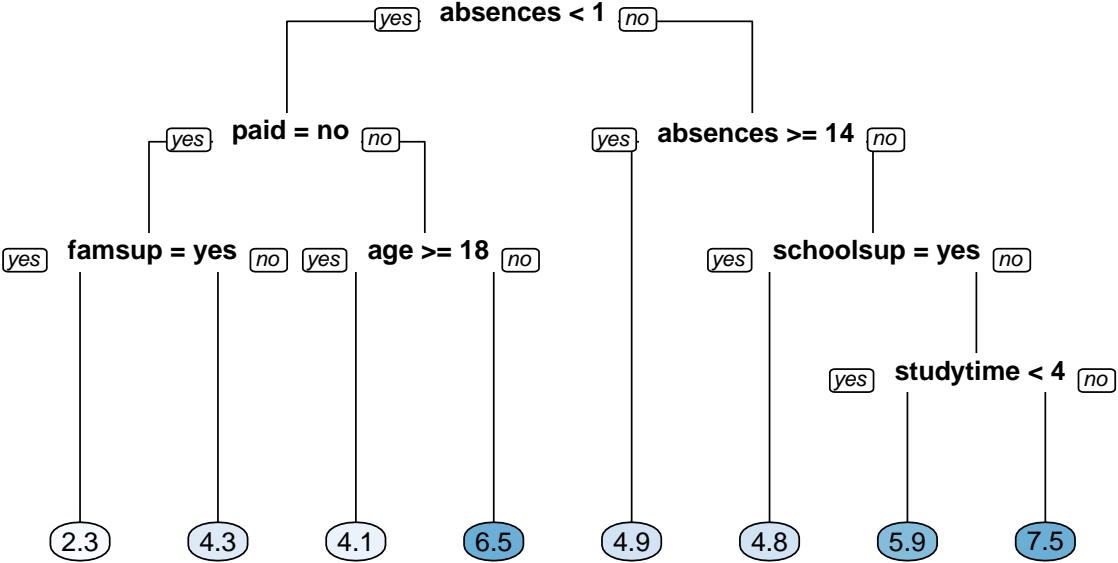 yes absences < 1 no
yes paid = no no
yes absences >= 14 no
yes famsup = yes no
yes age >= 18 no
yes schoolsup = yes no
yes studytime < 4 no
2.3 4.3 4.1 6.5 4.9 4.8 5.9 7.5